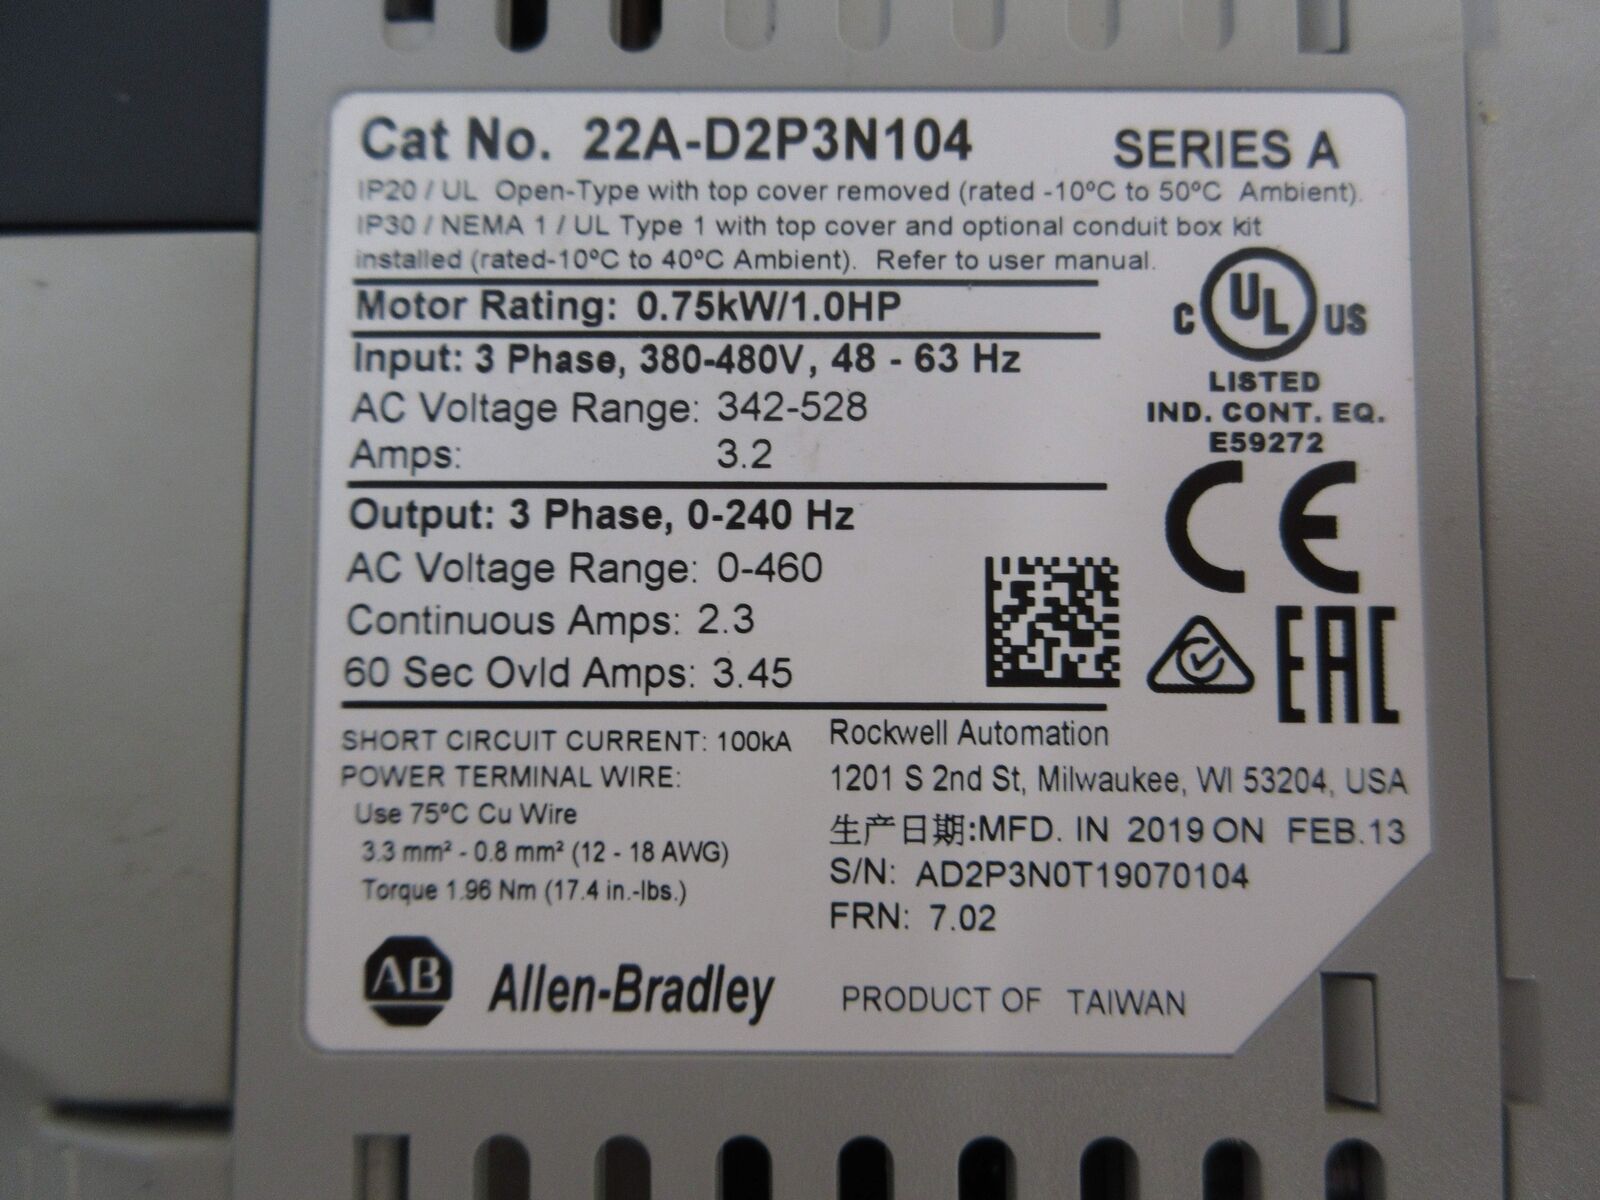 Cat No. 22A-D2P3N104 SERIES A
IP20 / UL Open-Type with top cover removed (rated -10ºC to 50ºC Ambient).
IP30 / NEMA 1 / UL Type 1 with top cover and optional conduit box kit
installed (rated-10ºC to 40ºC Ambient). Refer to user manual.
Motor Rating: 0.75kW/1.0HP
Input: 3 Phase, 380-480V, 48 - 63 Hz
AC Voltage Range: 342-528
Amps: 3.2
C UL US
LISTED
IND. CONT. EQ.
E59272
CE
Output: 3 Phase, 0-240 Hz
AC Voltage Range: 0-460
Continuous Amps: 2.3
60 Sec Ovld Amps: 3.45
EAC
SHORT CIRCUIT CURRENT: 100kA
POWER TERMINAL WIRE:
Use 75ºC Cu Wire
3.3 mm² - 0.8 mm² (12 - 18 AWG)
Torque 1.96 Nm (17.4 in.-lbs.)
Rockwell Automation
1201 S 2nd St, Milwaukee, WI 53204, USA
生产日期:MFD. IN 2019 ON FEB.13
S/N: AD2P3N0T19070104
FRN: 7.02
AB Allen-Bradley
PRODUCT OF TAIWAN